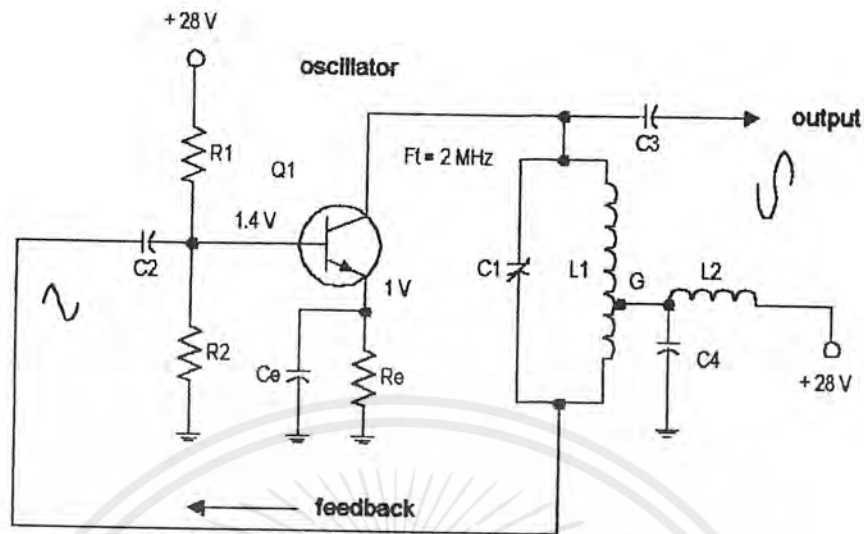 + 28 V
oscillator
output
R1
Q1
Ft = 2 MHz
C3
1.4 V
C2
C1
L1
G
L2
1 V
R2
Ce
Re
C4
+ 28 V
feedback